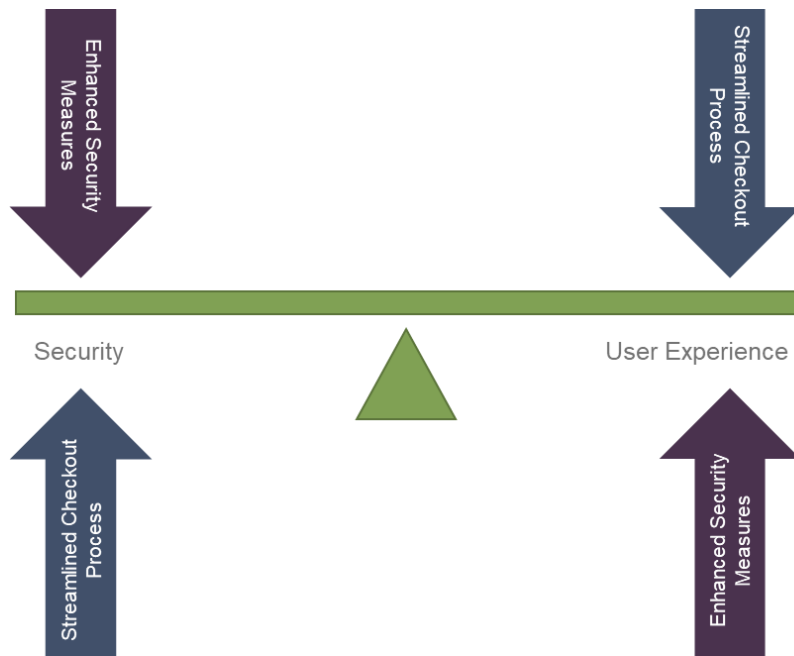 Enhanced Security
Measures
Streamlined Checkout
Process
Security
User Experience
Streamlined Checkout
Process
Enhanced Security
Measures